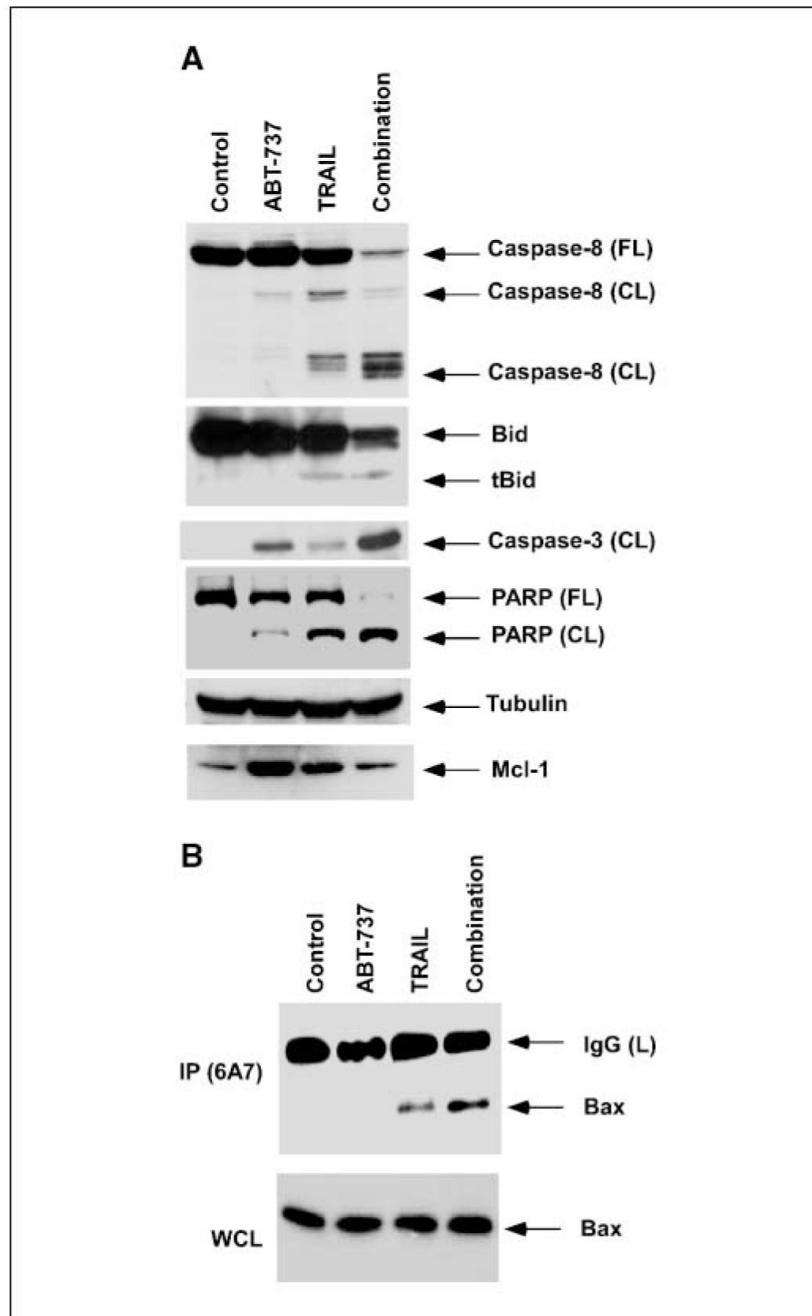 A
Control
ABT-737
TRAIL
Combination
Caspase-8 (FL)
Caspase-8 (CL)
Caspase-8 (CL)
Bid
tBid
Caspase-3 (CL)
PARP (FL)
PARP (CL)
Tubulin
Mcl-1
B
Control
ABT-737
TRAIL
Combination
IP (6A7)
IgG (L)
Bax
WCL
Bax